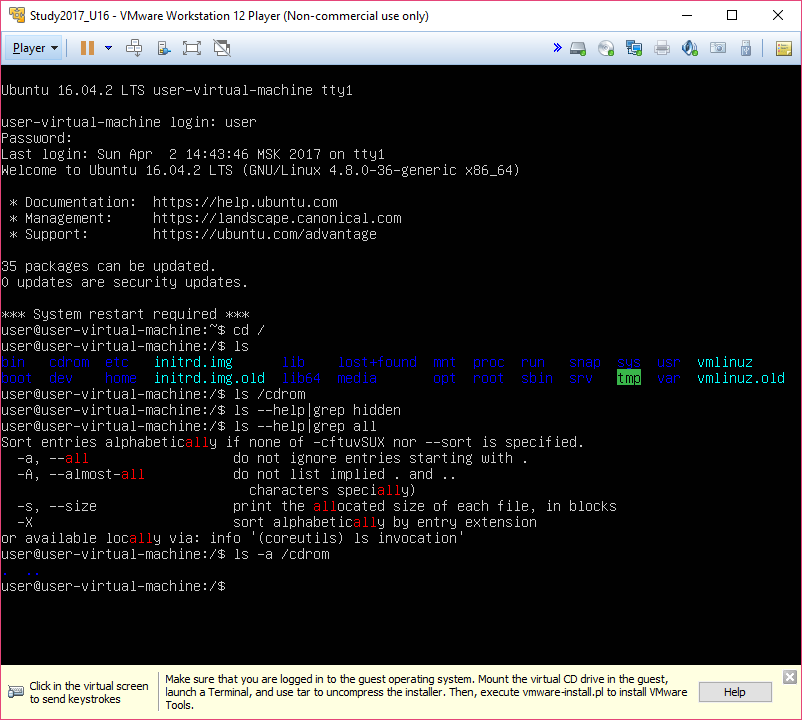 Study2017_U16 - VMware Workstation 12 Player (Non-commercial use only)
Player
Ubuntu 16.04.2 LTS user-virtual-machine tty1
user-virtual-machine login: user
Password:
Last login: Sun Apr  2 14:43:46 MSK 2017 on tty1
Welcome to Ubuntu 16.04.2 LTS (GNU/Linux 4.8.0-36-generic x86_64)
 * Documentation:  https://help.ubuntu.com
 * Management:     https://landscape.canonical.com
 * Support:        https://ubuntu.com/advantage
35 packages can be updated.
0 updates are security updates.
*** System restart required ***
user@user-virtual-machine:~$ cd /
user@user-virtual-machine:/$ ls
bin   cdrom  etc   initrd.img      lib    lost+found  mnt  proc  run   snap  sys  usr  vmlinuz
boot  dev    home  initrd.img.old  lib64  media       opt  root  sbin  srv   tmp  var  vmlinuz.old
user@user-virtual-machine:/$ ls /cdrom
user@user-virtual-machine:/$ ls --help|grep hidden
user@user-virtual-machine:/$ ls --help|grep all
Sort entries alphabetically if none of -cftuvSUX nor --sort is specified.
  -a, --all                  do not ignore entries starting with .
  -A, --almost-all           do not list implied . and ..
                               characters specially)
  -s, --size                 print the allocated size of each file, in blocks
  -X                         sort alphabetically by entry extension
or available locally via: info '(coreutils) ls invocation'
user@user-virtual-machine:/$ ls -a /cdrom
.  ..
user@user-virtual-machine:/$
Click in the virtual screen
to send keystrokes
Make sure that you are logged in to the guest operating system. Mount the virtual CD drive in the guest,
launch a Terminal, and use tar to uncompress the installer. Then, execute vmware-install.pl to install VMware
Tools.
Help